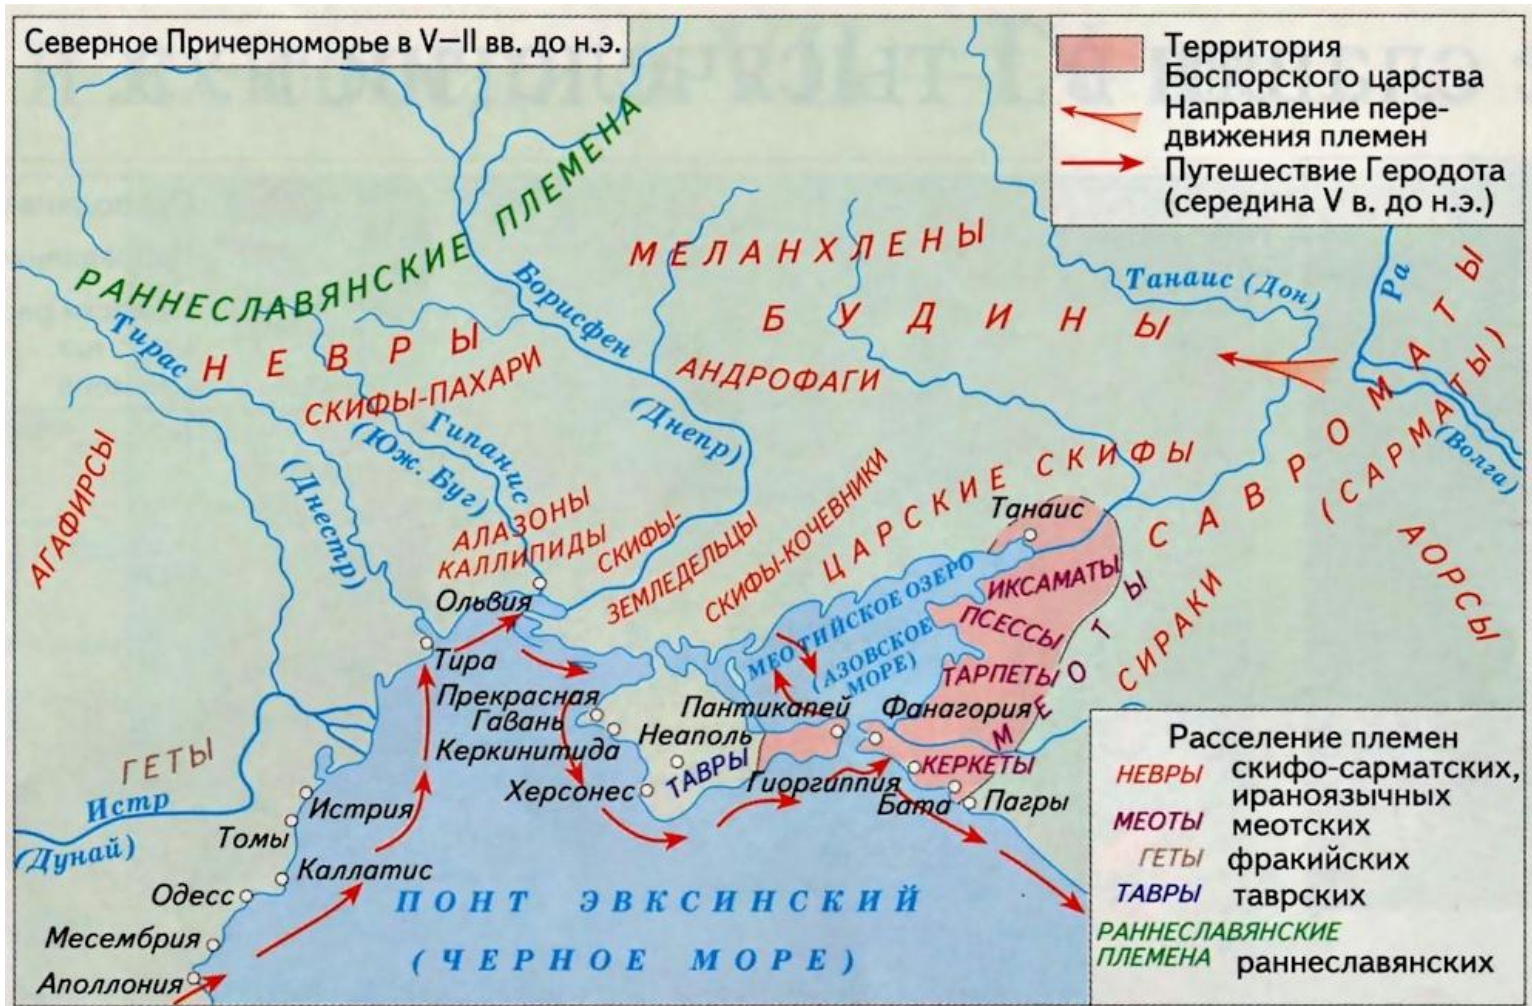 Северное Причерноморье в V–II вв. до н.э.
Территория
Боспорского царства
Направление пере-
движения племен
Путешествие Геродота
(середина V в. до н.э.)
РАННЕСЛАВЯНСКИЕ ПЛЕМЕНА
МЕЛАНХЛЕНЫ
БУДИНЫ
Танаис (Дон)
Ра
(Волга)
Борисфен
(Днепр)
Тирас
(Днестр)
НЕВРЫ
СКИФЫ-ПАХАРИ
АНДРОФАГИ
Гипанис
(Юж. Буг)
САВРОМАТЫ
(САРМАТЫ)
АГАФИРСЫ
АЛАЗОНЫ
КАЛЛИПИДЫ
СКИФЫ-
ЗЕМЛЕДЕЛЬЦЫ
СКИФЫ-КОЧЕВНИКИ
ЦАРСКИЕ СКИФЫ
Танаис
АОРСЫ
СИРАКИ
МЕОТЫ
ИКСАМАТЫ
ПСЕССЫ
ТАРПЕТЫ
МЕОТИЙСКОЕ ОЗЕРО
(АЗОВСКОЕ
МОРЕ)
Ольвия
Тира
Прекрасная
Гавань
Керкинитида
Неаполь
Пантикапей
Фанагория
ТАВРЫ
Херсонес
Гиоргиппия
КЕРКЕТЫ
Бата
Пагры
ГЕТЫ
Истр
(Дунай)
Истрия
Томы
Каллатис
Одесс
Месембрия
Аполлония
ПОНТ ЭВКСИНСКИЙ
(ЧЕРНОЕ МОРЕ)
Расселение племен
НЕВРЫ скифо-сарматских,
ираноязычных
МЕОТЫ меотских
ГЕТЫ фракийских
ТАВРЫ таврских
РАННЕСЛАВЯНСКИЕ
ПЛЕМЕНА раннеславянских